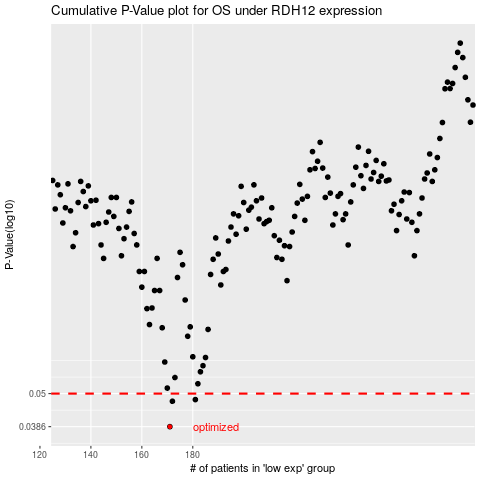 Cumulative P-Value plot for OS under RDH12 expression
P-Value(log10)
0.05
0.0386
optimized
120 140 160 180
# of patients in 'low exp' group